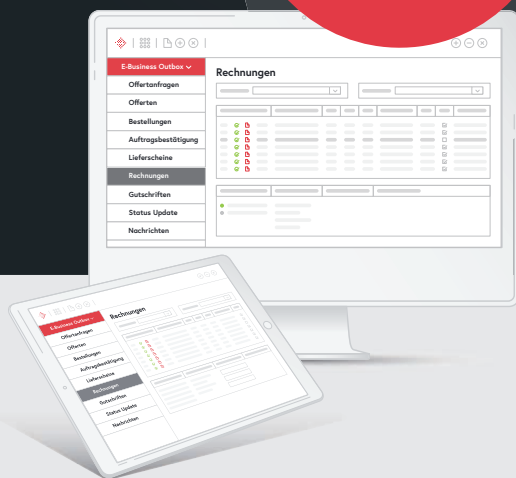 E-Business Outbox
Rechnungen
Offertanfragen
Offerten
Bestellungen
Auftragsbestätigung
Lieferscheine
Rechnungen
Gutschriften
Status Update
Nachrichten
E-Business Outbox
Rechnungen
Offertanfragen
Offerten
Bestellungen
Auftragsbestätigung
Lieferscheine
Rechnungen
Gutschriften
Status Update
Nachrichten